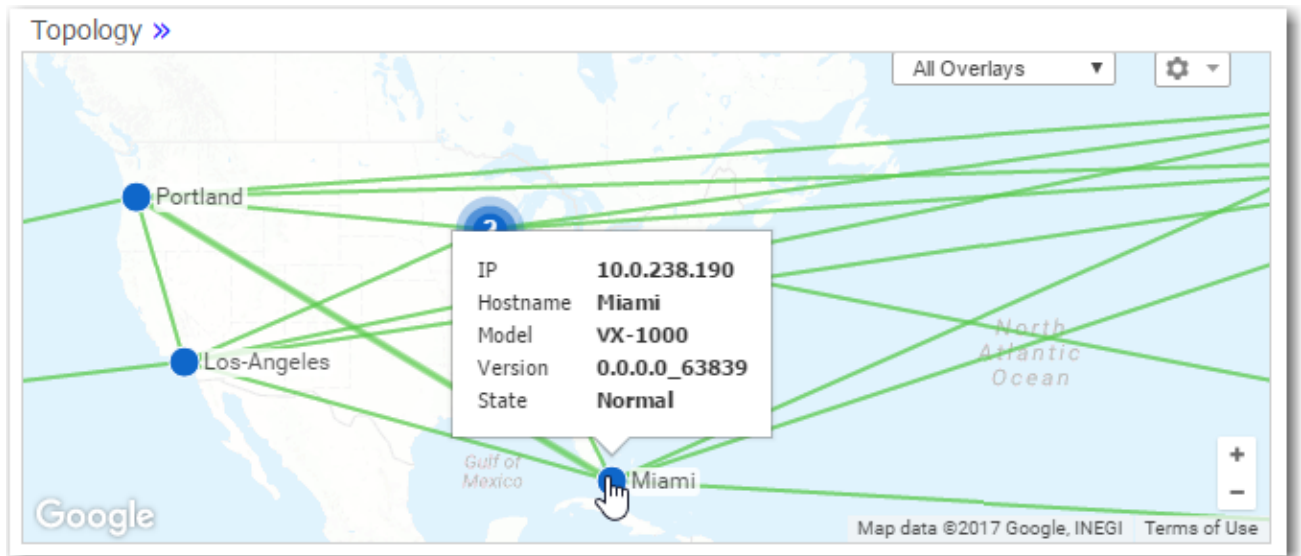 Topology »
All Overlays ▼
Portland
2
IP 10.0.238.190
Hostname Miami
Model VX-1000
Version 0.0.0.0_63839
State Normal
North
Atlantic
Ocean
Los-Angeles
Gulf of
Mexico
Miami
+
−
Google
Map data ©2017 Google, INEGI Terms of Use